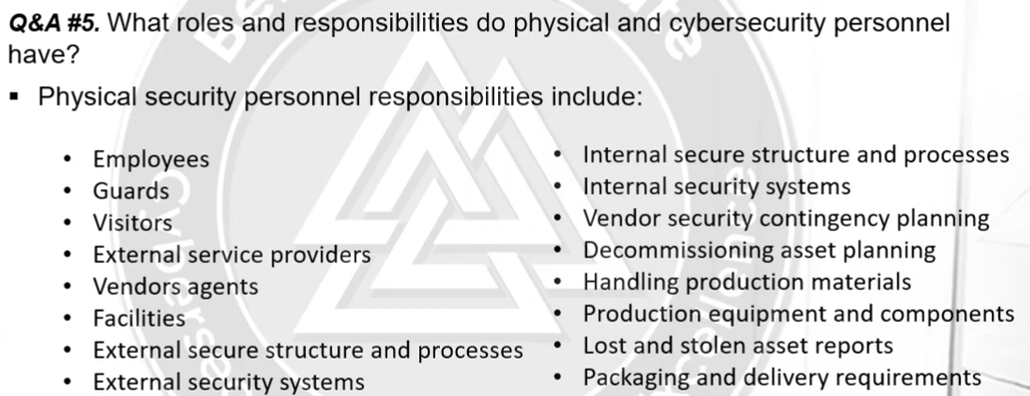 Q&A #5. What roles and responsibilities do physical and cybersecurity personnel
have?
▪ Physical security personnel responsibilities include:
• Employees
• Guards
• Visitors
• External service providers
• Vendors agents
• Facilities
• External secure structure and processes
• External security systems
• Internal secure structure and processes
• Internal security systems
• Vendor security contingency planning
• Decommissioning asset planning
• Handling production materials
• Production equipment and components
• Lost and stolen asset reports
• Packaging and delivery requirements